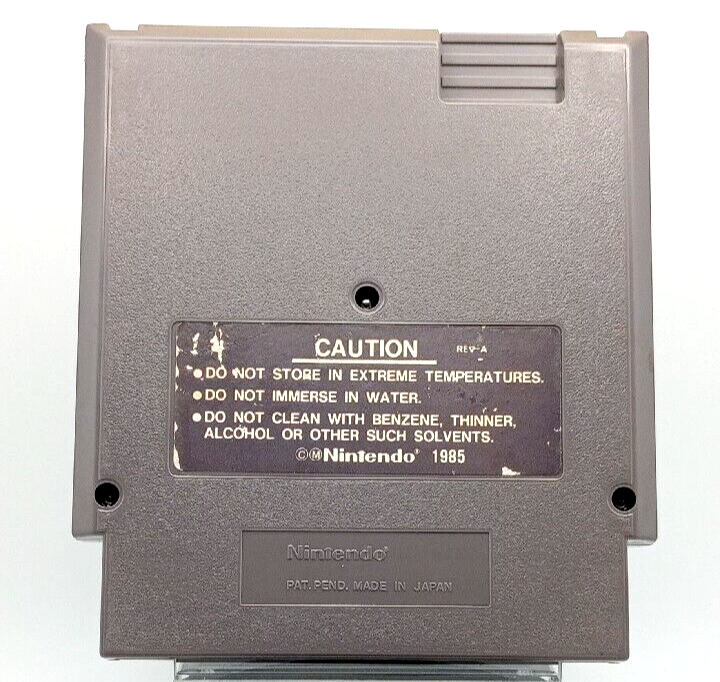 CAUTION REV-A
●DO NOT STORE IN EXTREME TEMPERATURES.
●DO NOT IMMERSE IN WATER.
●DO NOT CLEAN WITH BENZENE, THINNER,
ALCOHOL OR OTHER SUCH SOLVENTS.
©Ⓜ Nintendo® 1985
Nintendo®
PAT. PEND. MADE IN JAPAN